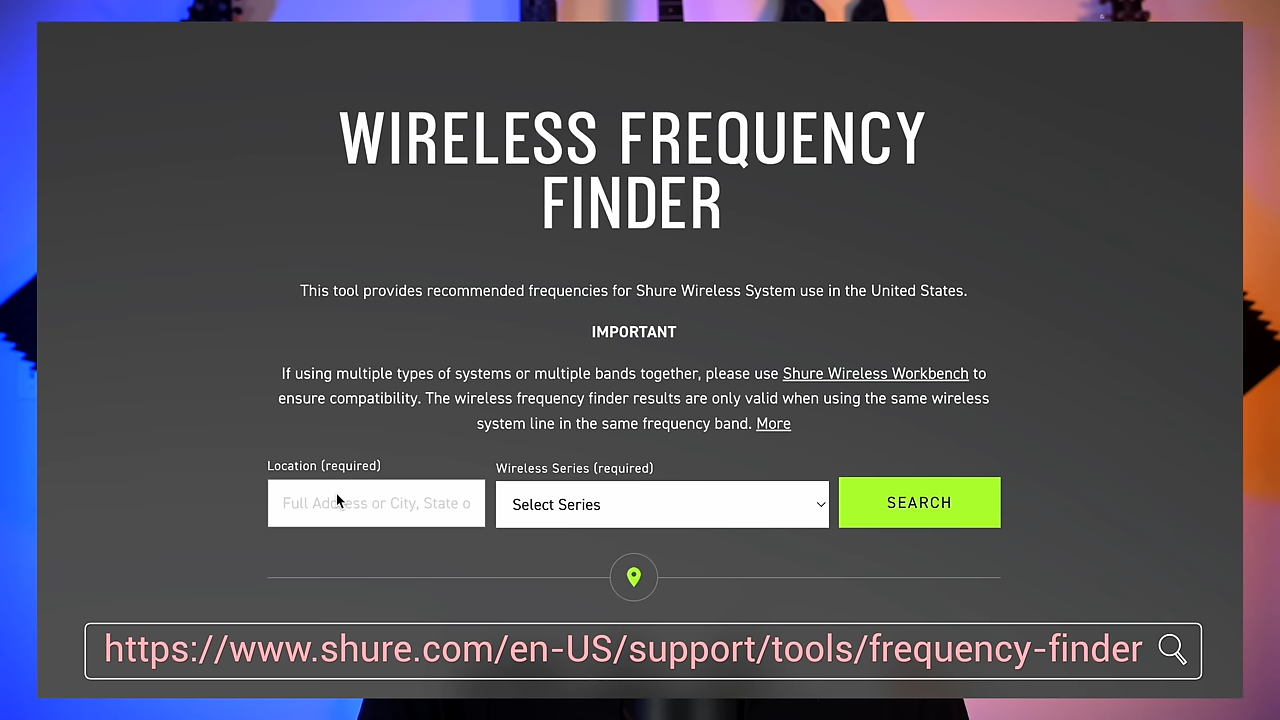 WIRELESS FREQUENCY
FINDER
This tool provides recommended frequencies for Shure Wireless System use in the United States.
IMPORTANT
If using multiple types of systems or multiple bands together, please use Shure Wireless Workbench to
ensure compatibility. The wireless frequency finder results are only valid when using the same wireless
system line in the same frequency band. More
Location (required)
Wireless Series (required)
Full Address or City, State o
Select Series
SEARCH
https://www.shure.com/en-US/support/tools/frequency-finder